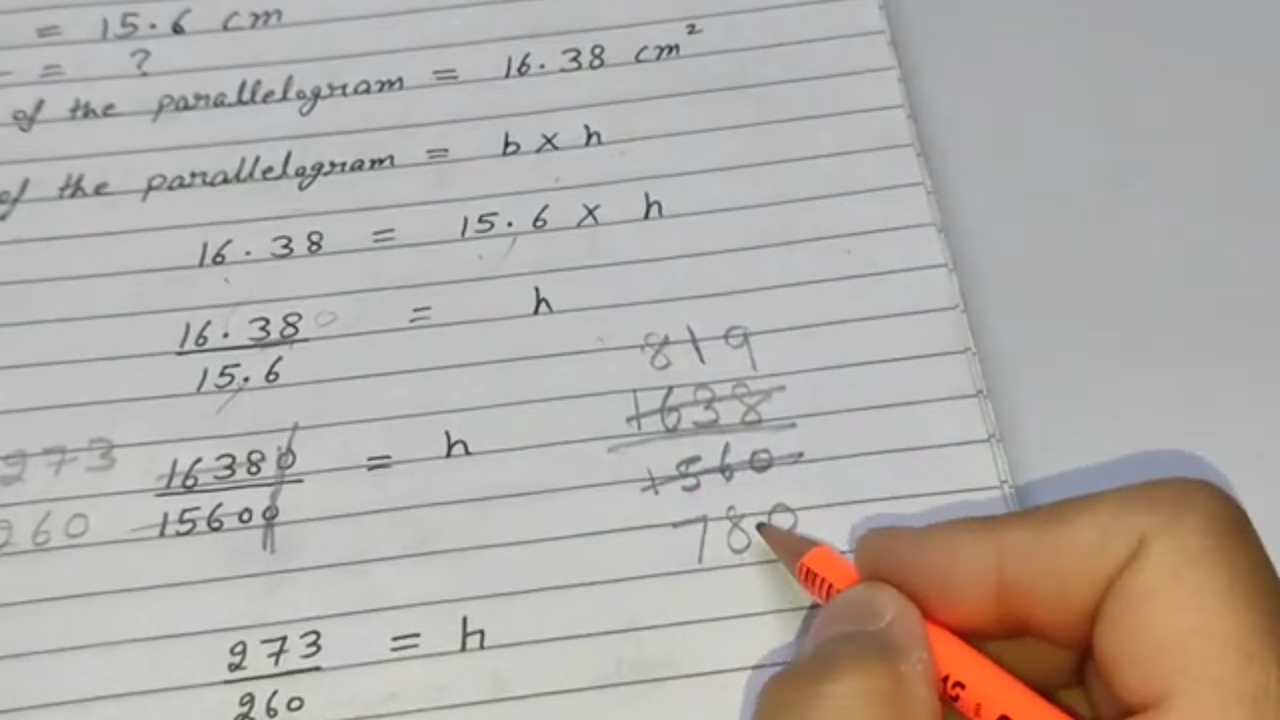 = 15.6 cm
= ?
of the parallelogram = 16.38 cm²
of the parallelogram = b x h
16.38 = 15.6 x h
16.380 = h
15.6
819
1638
1560
780
273 16380 = h
260 15600
273 = h
260